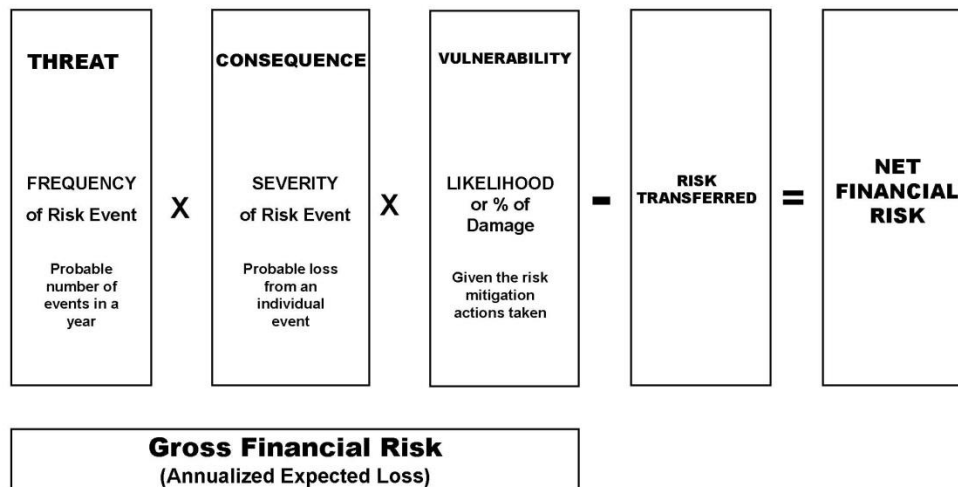 THREAT
FREQUENCY
of Risk Event
Probable
number of
events in a
year
X
CONSEQUENCE
SEVERITY
of Risk Event
Probable loss
from an
individual
event
X
VULNERABILITY
LIKELIHOOD
or % of
Damage
Given the risk
mitigation
actions taken
-
RISK
TRANSFERRED
=
NET
FINANCIAL
RISK
Gross Financial Risk
(Annualized Expected Loss)